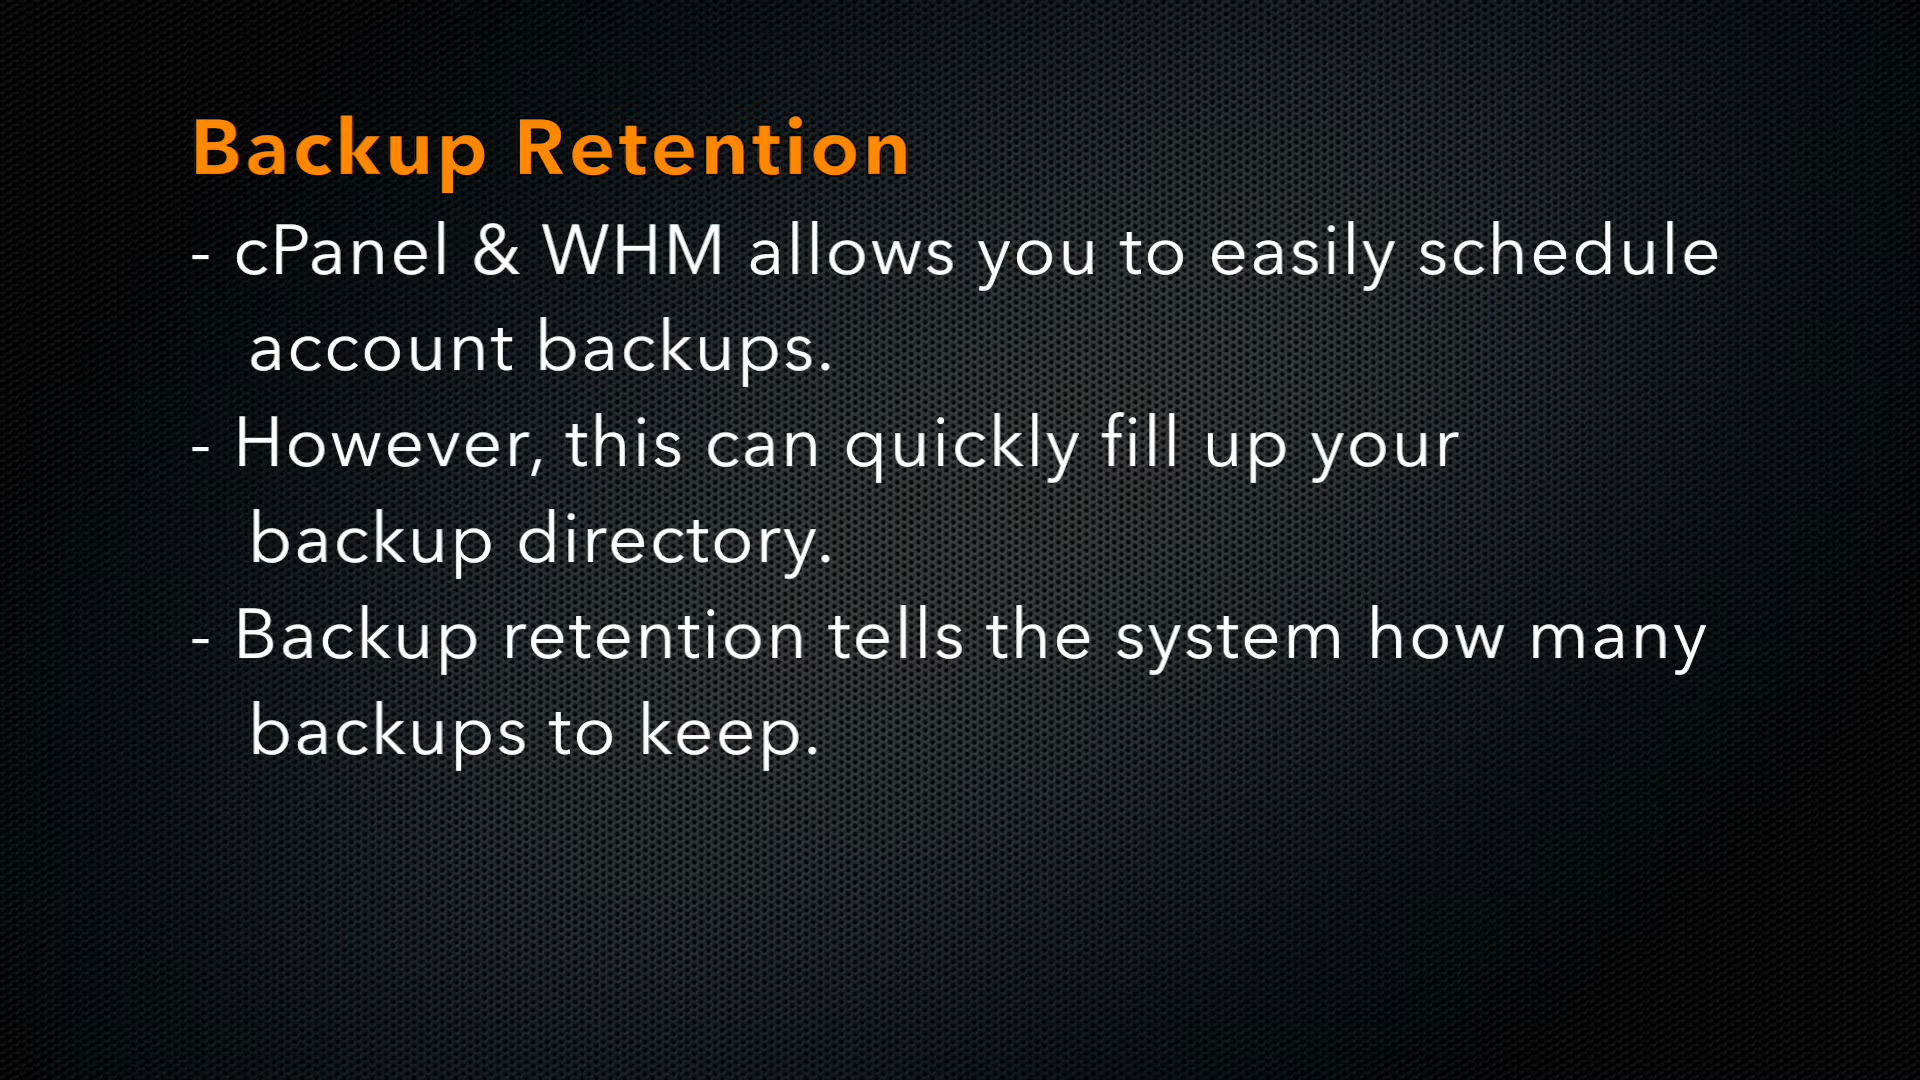 Backup Retention
- cPanel & WHM allows you to easily schedule
account backups.
- However, this can quickly fill up your
backup directory.
- Backup retention tells the system how many
backups to keep.